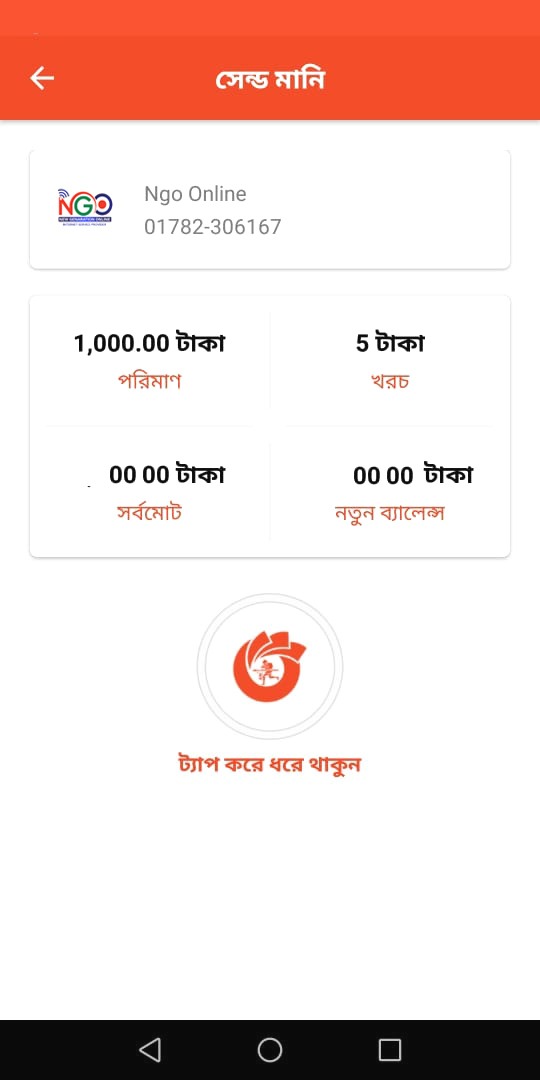 সেন্ড মানি
NGO
NEW GENERATION ONLINE
INTERNET SERVICE PROVIDER
Ngo Online
01782-306167
1,000.00 টাকা
5 টাকা
পরিমাণ
খরচ
00 00 টাকা
00 00 টাকা
সর্বমোট
নতুন ব্যালেন্স
ট্যাপ করে ধরে থাকুন